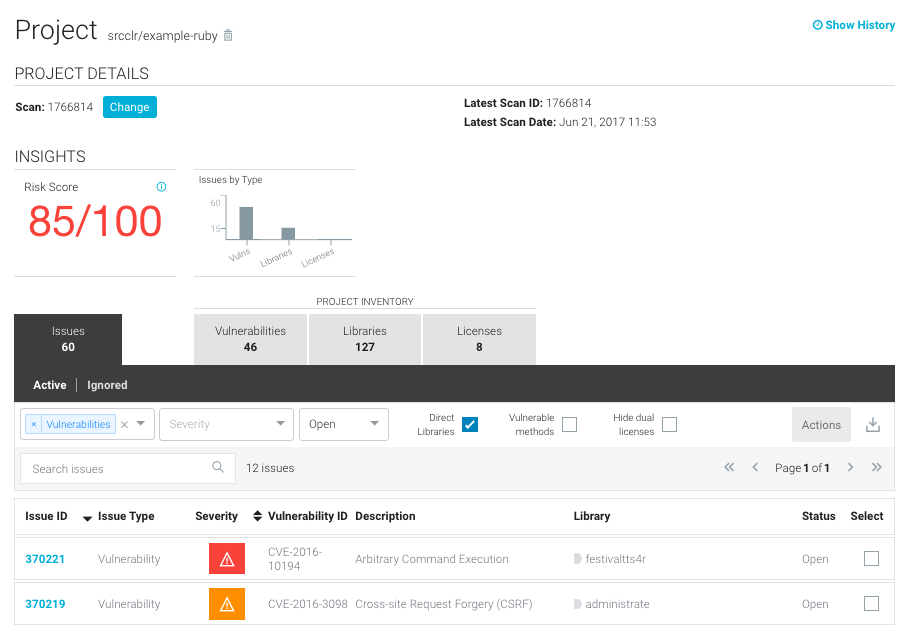 Project srcclr/example-ruby
Show History
PROJECT DETAILS
Scan: 1766814 Change
Latest Scan ID: 1766814
Latest Scan Date: Jun 21, 2017 11:53
INSIGHTS
Risk Score
85/100
Issues by Type
60
15
Vulns
Libraries
Licenses
PROJECT INVENTORY
Issues
60
Vulnerabilities
46
Libraries
127
Licenses
8
Active | Ignored
× Vulnerabilities ×
Severity
Open
Direct
Libraries
Vulnerable
methods
Hide dual
licenses
Actions
Search issues
12 issues
« < Page 1 of 1 > »
Issue ID Issue Type Severity Vulnerability ID Description Library Status Select
370221 Vulnerability CVE-2016-
10194 Arbitrary Command Execution festivaltts4r Open
370219 Vulnerability CVE-2016-3098 Cross-site Request Forgery (CSRF) administrate Open